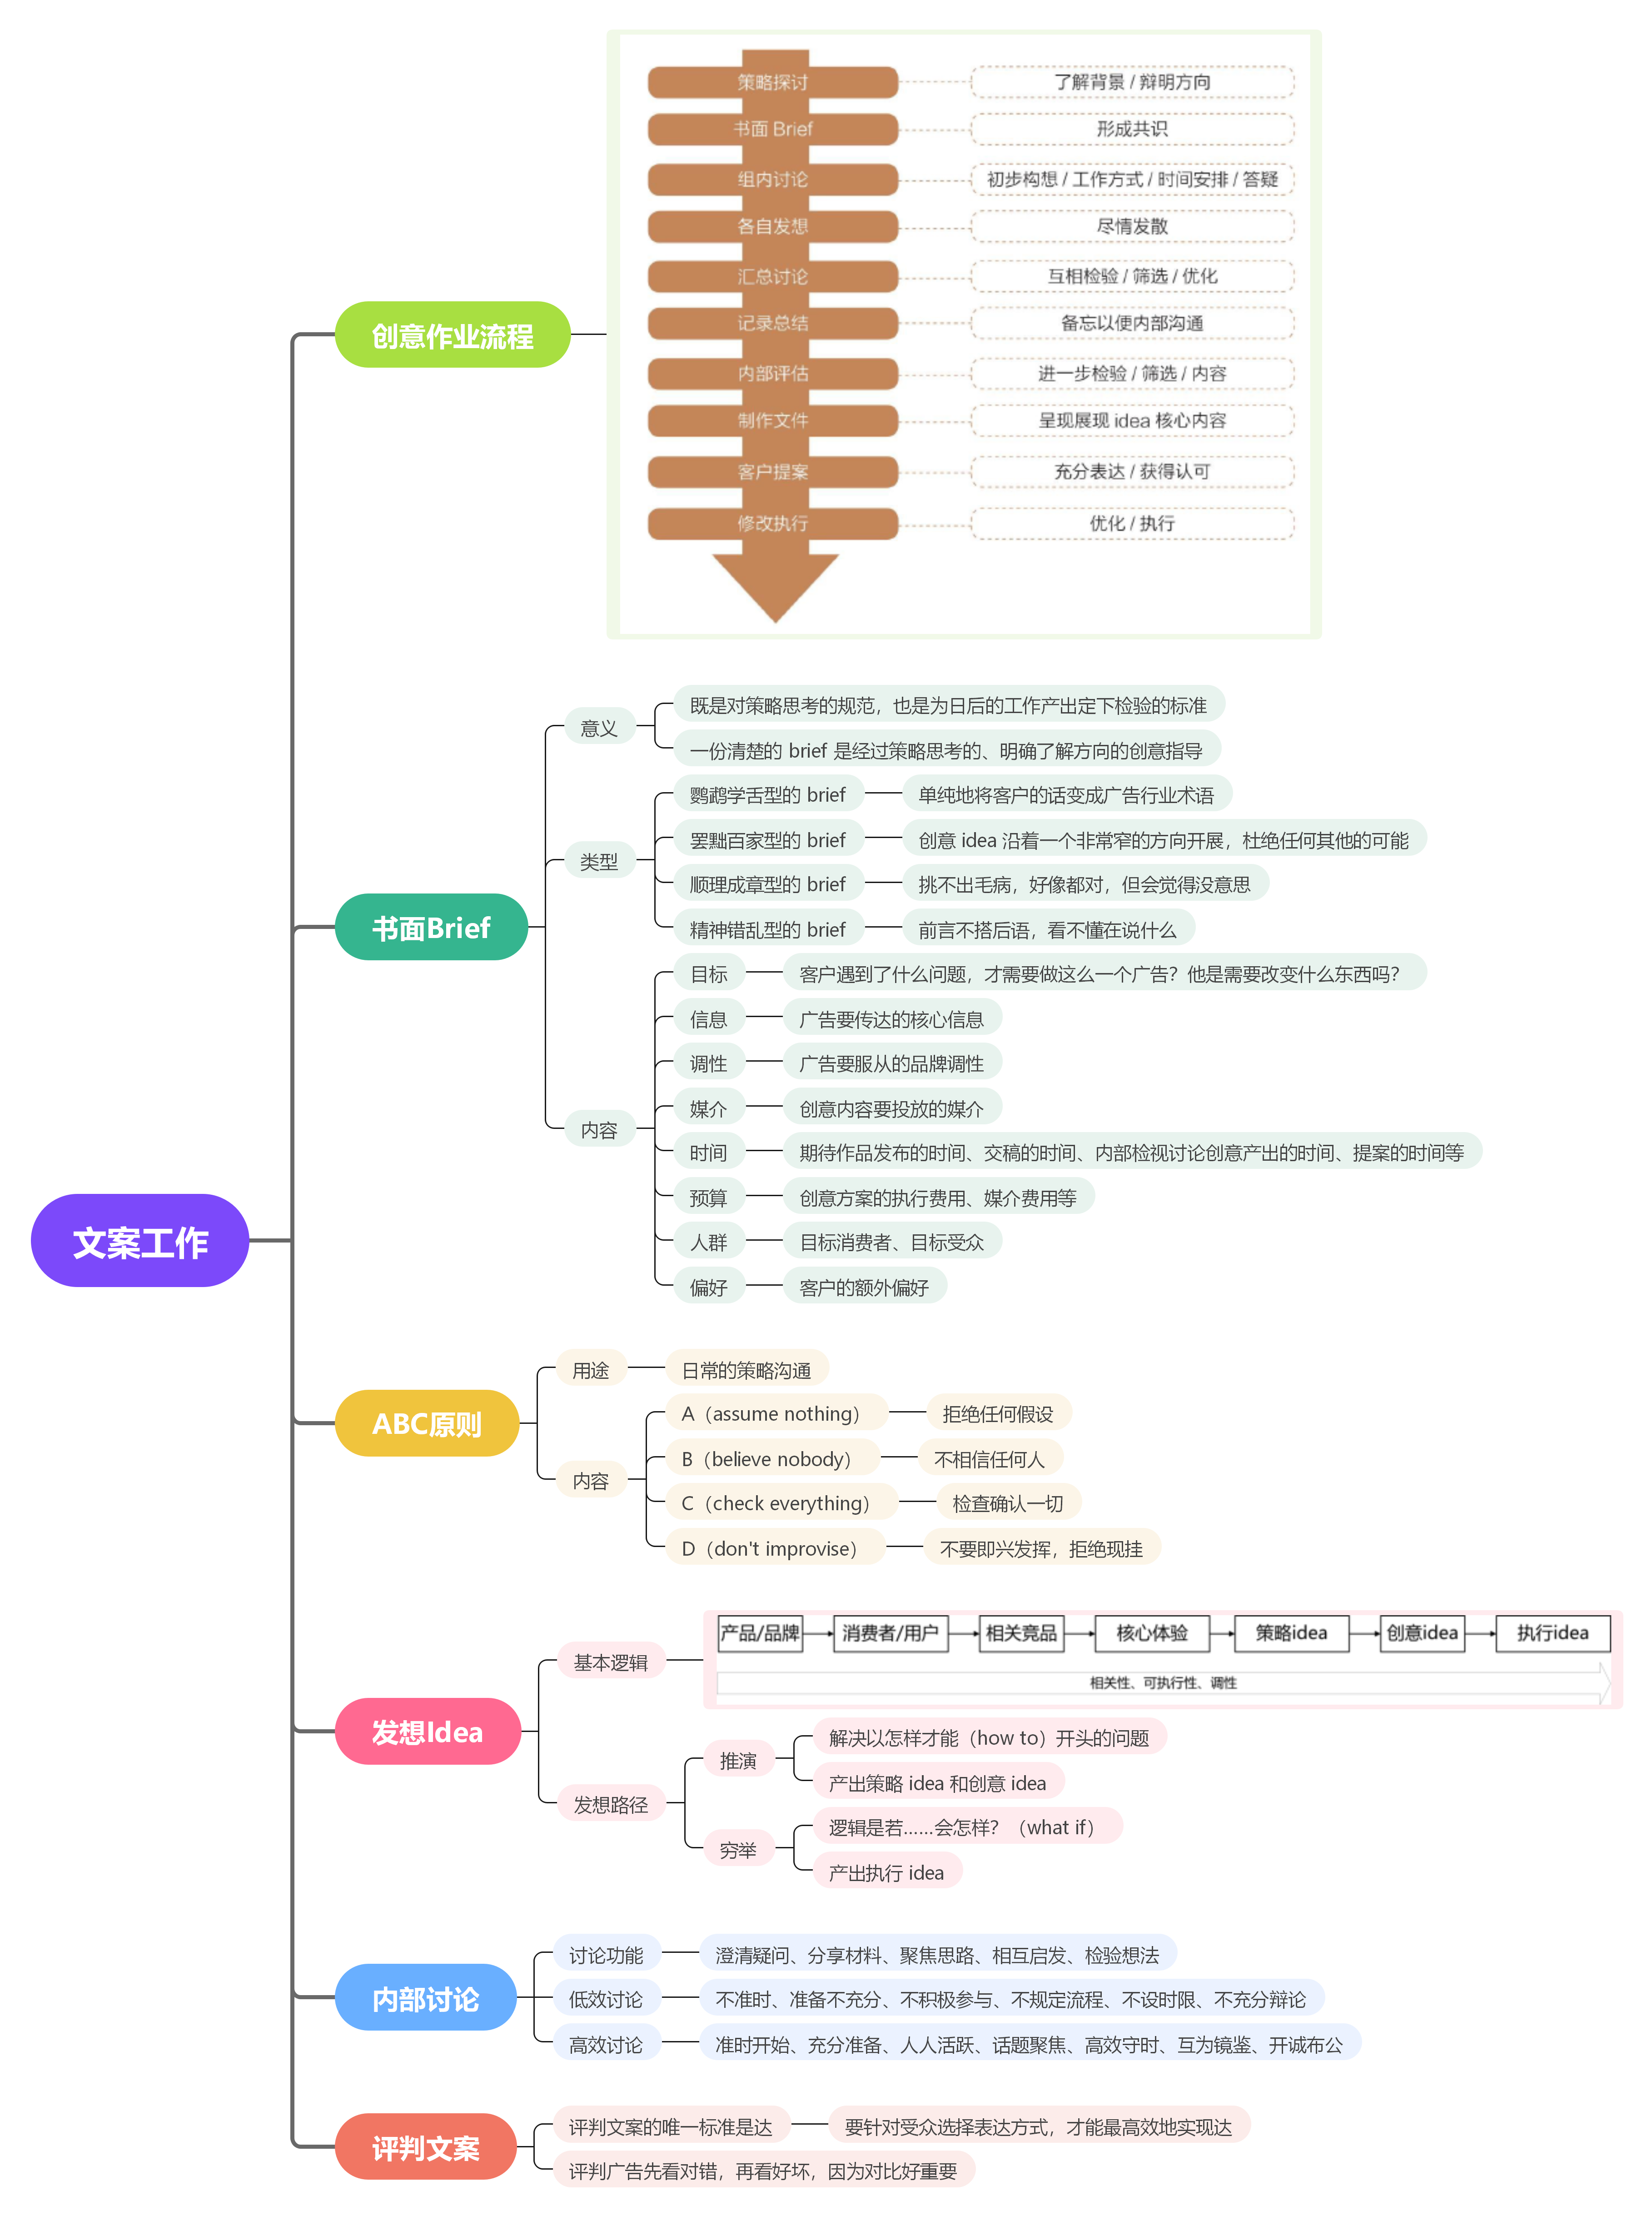 文案工作
创意作业流程
策略探讨
了解背景 / 辩明方向
书面 Brief
形成共识
组内讨论
初步构想 / 工作方式 / 时间安排 / 答疑
各自发想
尽情发散
汇总讨论
互相检验 / 筛选 / 优化
记录总结
备忘以便内部沟通
内部评估
进一步检验 / 筛选 / 内容
制作文件
呈现展现 idea 核心内容
客户提案
充分表达 / 获得认可
修改执行
优化 / 执行
书面Brief
意义
既是对策略思考的规范，也是为日后的工作产出定下检验的标准
一份清楚的 brief 是经过策略思考的、明确了解方向的创意指导
类型
鹦鹉学舌型的 brief
单纯地将客户的话变成广告行业术语
罢黜百家型的 brief
创意 idea 沿着一个非常窄的方向开展，杜绝任何其他的可能
顺理成章型的 brief
挑不出毛病，好像都对，但会觉得没意思
精神错乱型的 brief
前言不搭后语，看不懂在说什么
内容
目标
客户遇到了什么问题，才需要做这么一个广告？他是需要改变什么东西吗？
信息
广告要传达的核心信息
调性
广告要服从的品牌调性
媒介
创意内容要投放的媒介
时间
期待作品发布的时间、交稿的时间、内部检视讨论创意产出的时间、提案的时间等
预算
创意方案的执行费用、媒介费用等
人群
目标消费者、目标受众
偏好
客户的额外偏好
ABC原则
用途
日常的策略沟通
内容
A（assume nothing）
拒绝任何假设
B（believe nobody）
不相信任何人
C（check everything）
检查确认一切
D（don't improvise）
不要即兴发挥，拒绝现挂
发想Idea
基本逻辑
产品/品牌
消费者/用户
相关竞品
核心体验
策略idea
创意idea
执行idea
相关性、可执行性、调性
发想路径
推演
解决以怎样才能（how to）开头的问题
产出策略 idea 和创意 idea
穷举
逻辑是若……会怎样？（what if）
产出执行 idea
内部讨论
讨论功能
澄清疑问、分享材料、聚焦思路、相互启发、检验想法
低效讨论
不准时、准备不充分、不积极参与、不规定流程、不设时限、不充分辩论
高效讨论
准时开始、充分准备、人人活跃、话题聚焦、高效守时、互为镜鉴、开诚布公
评判文案
评判文案的唯一标准是达
要针对受众选择表达方式，才能最高效地实现达
评判广告先看对错，再看好坏，因为对比好重要